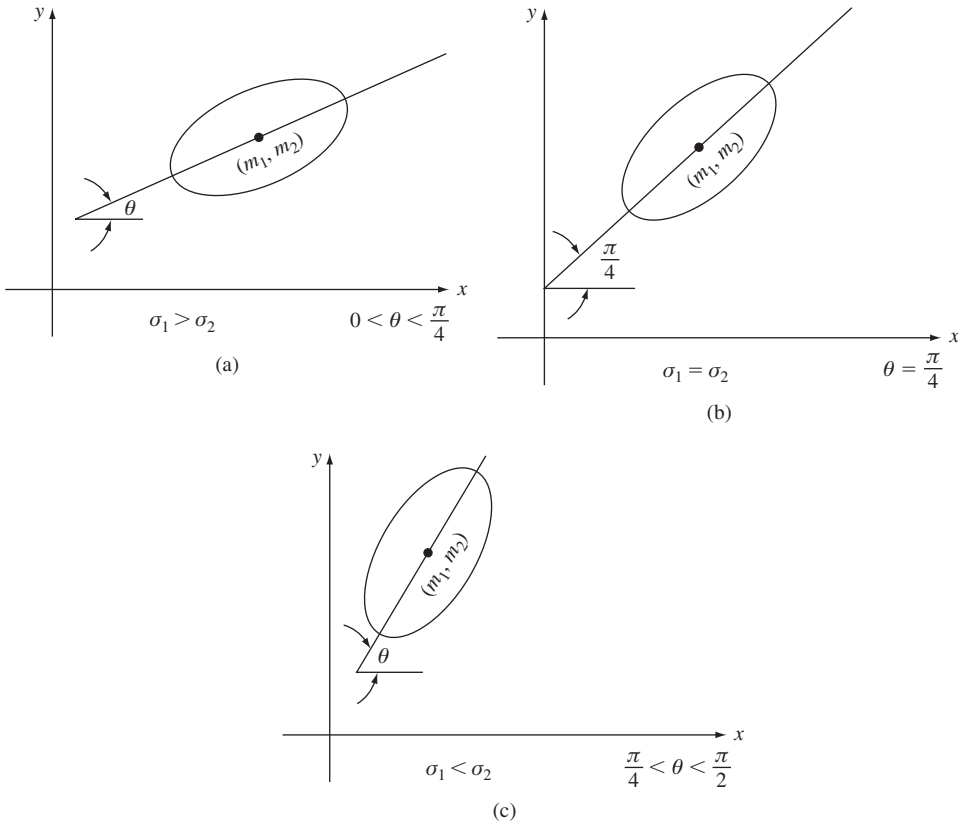 y
(m₁, m₂)
θ
x
σ₁ > σ₂
0 < θ < π/4
(a)
y
(m₁, m₂)
π/4
x
σ₁ = σ₂
θ = π/4
(b)
y
(m₁, m₂)
θ
x
σ₁ < σ₂
π/4 < θ < π/2
(c)